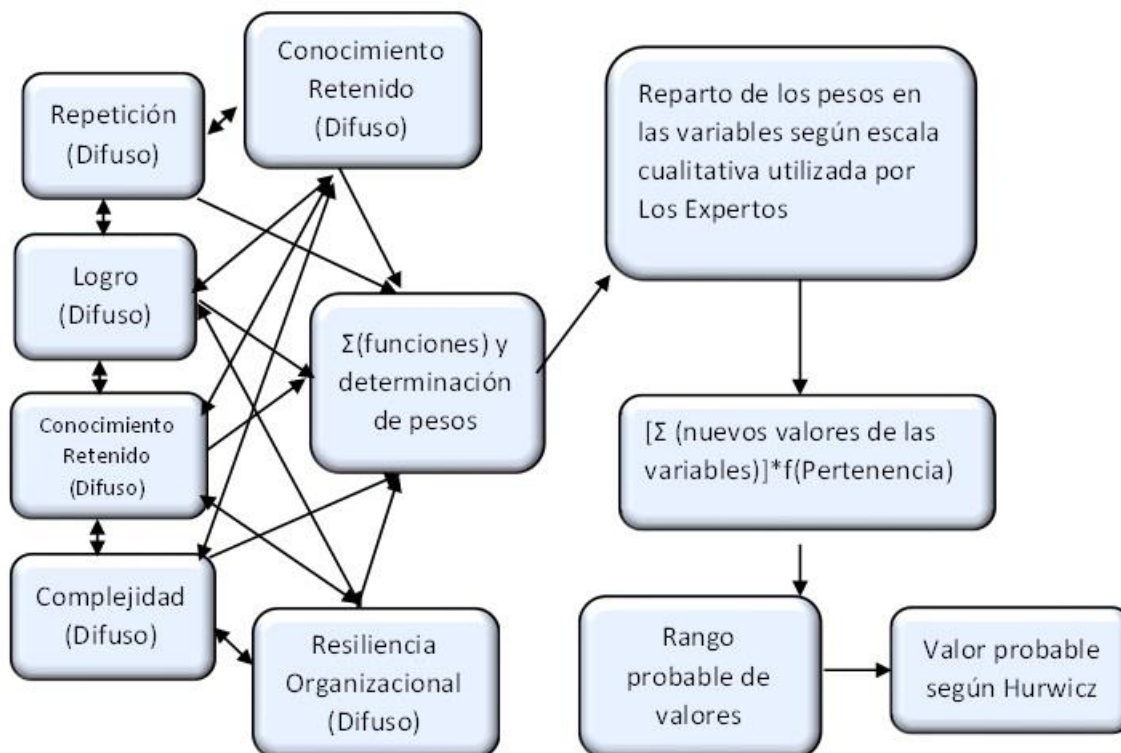 Conocimiento
Retenido
(Difuso)
Repetición
(Difuso)
Logro
(Difuso)
Conocimiento
Retenido
(Difuso)
Complejidad
(Difuso)
Resiliencia
Organizacional
(Difuso)
Σ(funciones) y
determinación
de pesos
Reparto de los pesos en
las variables según escala
cualitativa utilizada por
Los Expertos
[Σ (nuevos valores de las
variables)]*f(Pertenencia)
Rango
probable de
valores
Valor probable
según Hurwicz